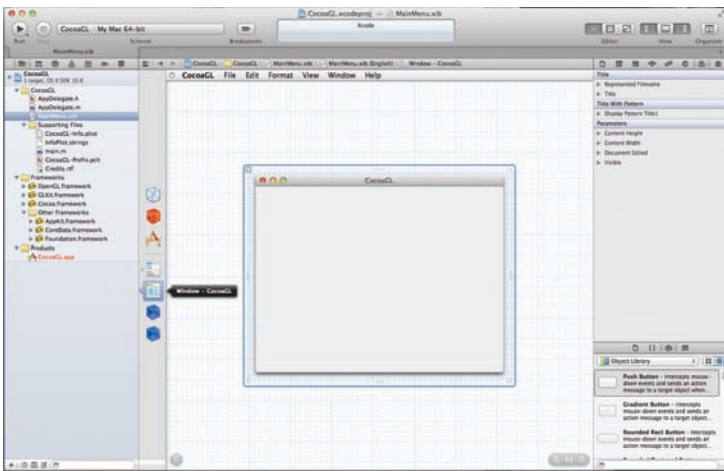 CocoaGL.xcodeproj — MainMenu.xib
CocoaGL My Mac 64-bit
Xcode
Run
Scheme
Breakpoints
Editor
View
Organizer
MainMenu.xib
CocoaGL
CocoaGL
MainMenu.xib
MainMenu.xib (English)
Window - CocoaGL
CocoaGL
1 target, OS X SDK 10.8
CocoaGL
AppDelegate.h
AppDelegate.m
MainMenu.xib
Supporting Files
CocoaGL-Info.plist
InfoPlist.strings
main.m
CocoaGL-Prefix.pch
Credits.rtf
Frameworks
OpenGL.framework
GLKit.framework
Cocoa.framework
Other Frameworks
AppKit.framework
CoreData.framework
Foundation.framework
Products
CocoaGL.app
CocoaGL File Edit Format View Window Help
CocoaGL
Window - CocoaGL
Title
Represented Filename
Title
Title With Pattern
Display Pattern Title1
Parameters
Content Height
Content Width
Document Edited
Visible
Object Library
Push Button - Intercepts mouse-
down events and sends an action
message to a target object when...
Gradient Button - Intercepts
mouse-down events and sends an
action message to a target object...
Rounded Rect Button - Intercepts
mouse-down events and sends an
action message to a target object...